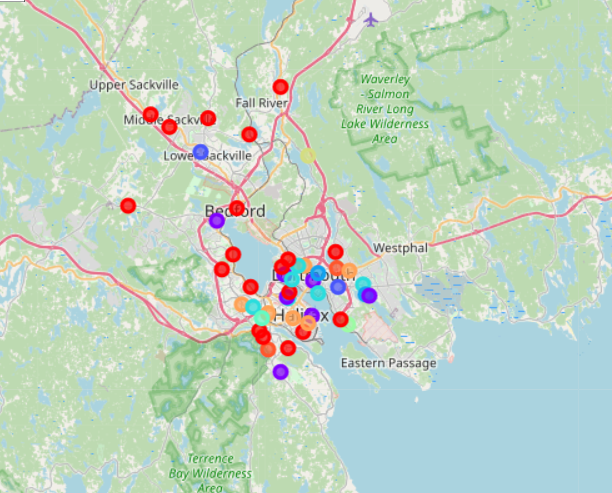 Upper Sackville
Waverley
- Salmon
River Long
Lake Wilderness
Area
Fall River
Middle Sackville
Lower Sackville
Bedford
Westphal
Halifax
Eastern Passage
Terrence
Bay Wilderness
Area